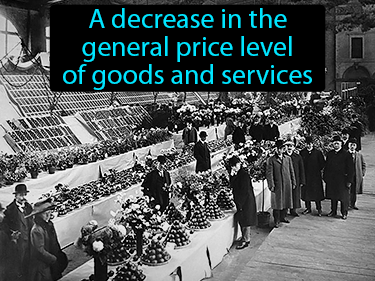 A decrease in the
general price level
of goods and services